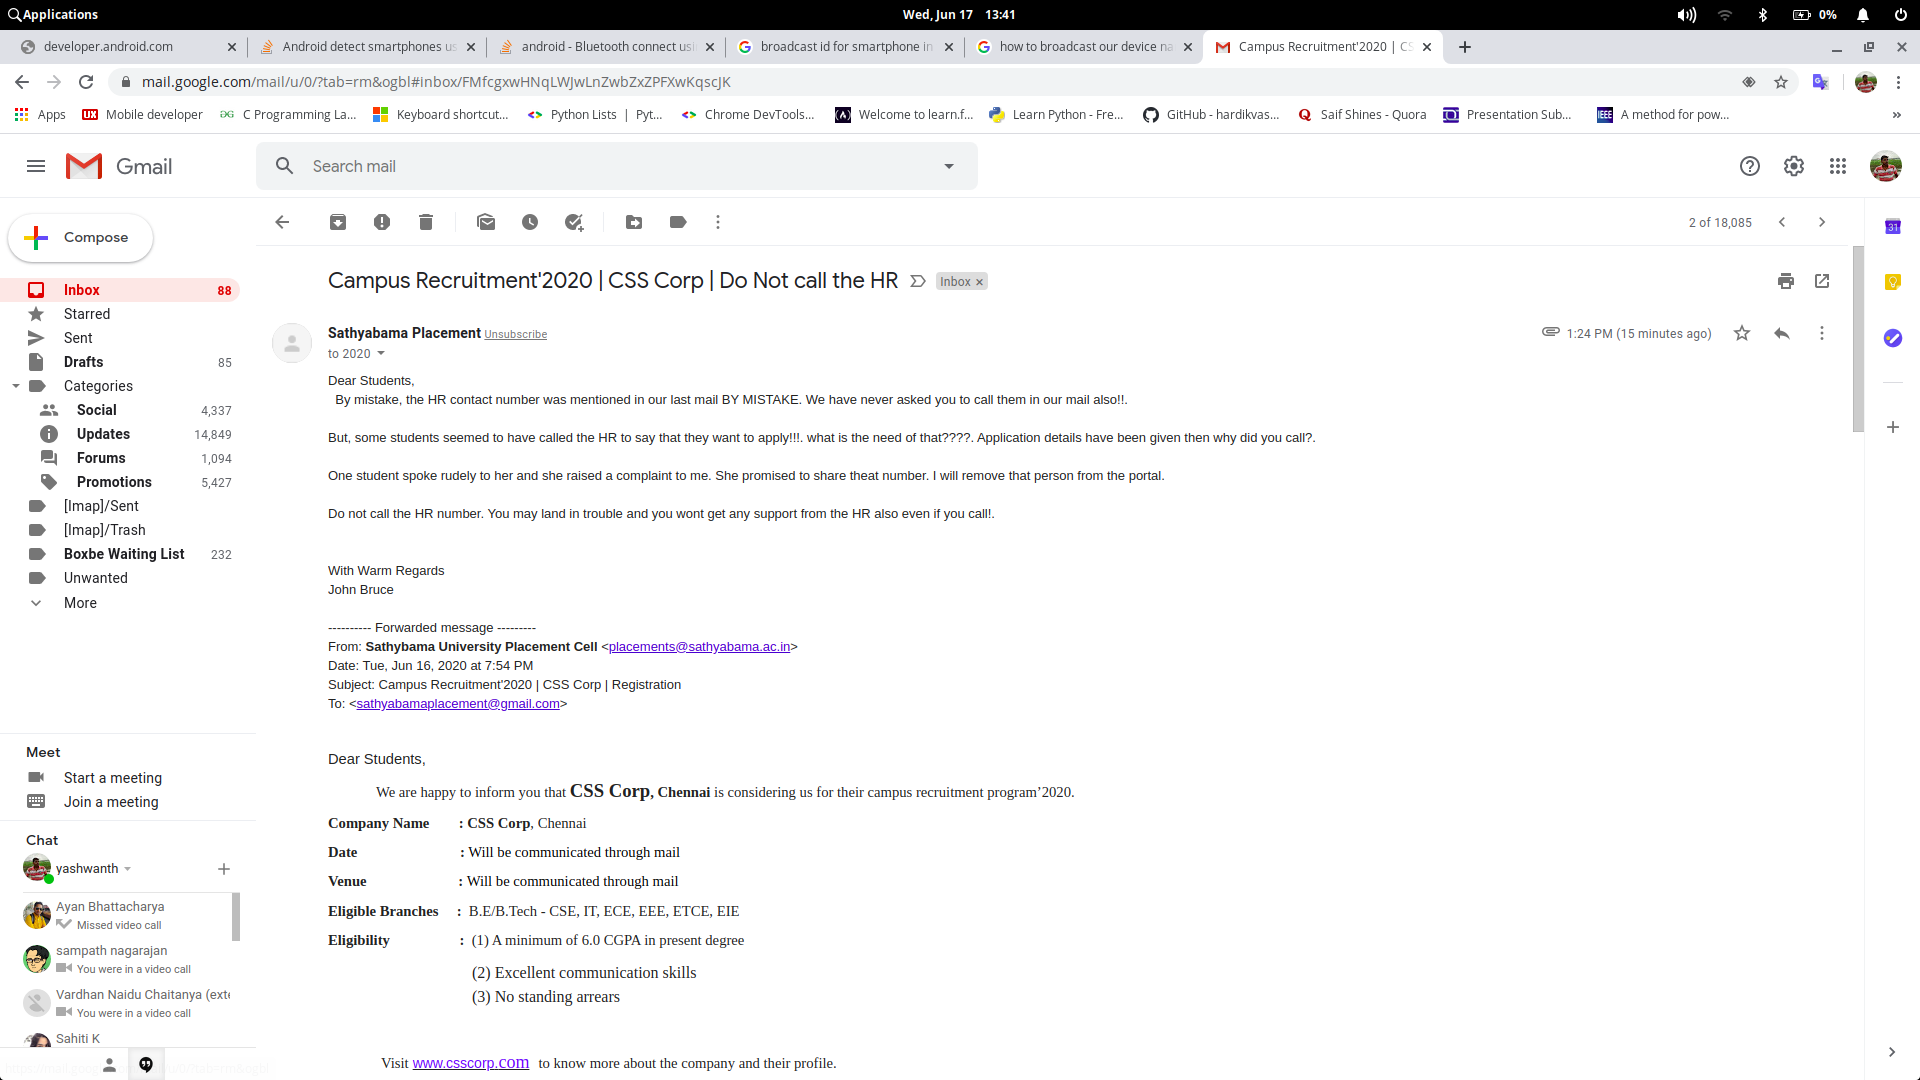 Applications
Wed, Jun 17 13:41
0%
developer.android.com
Android detect smartphones us
android - Bluetooth connect usi
broadcast id for smartphone in
how to broadcast our device na
Campus Recruitment'2020 | CS
mail.google.com/mail/u/0/?tab=rm&ogbl#inbox/FMfcgxwHNqLWJwLnZwbZxZPFXwKqscJK
Apps
UX Mobile developer
C Programming La...
Keyboard shortcut...
Python Lists | Pyt...
Chrome DevTools...
Welcome to learn.f...
Learn Python - Fre...
GitHub - hardikvas...
Saif Shines - Quora
Presentation Sub...
IEEE A method for pow...
Gmail
Search mail
Compose
2 of 18,085
31
Inbox 88
Starred
Sent
Drafts 85
Categories
Social 4,337
Updates 14,849
Forums 1,094
Promotions 5,427
[Imap]/Sent
[Imap]/Trash
Boxbe Waiting List 232
Unwanted
More
Meet
Start a meeting
Join a meeting
Chat
yashwanth
Ayan Bhattacharya
Missed video call
sampath nagarajan
You were in a video call
Vardhan Naidu Chaitanya (exte
You were in a video call
Sahiti K
Campus Recruitment'2020 | CSS Corp | Do Not call the HR
Inbox
Sathyabama Placement Unsubscribe
1:24 PM (15 minutes ago)
to 2020
Dear Students,
By mistake, the HR contact number was mentioned in our last mail BY MISTAKE. We have never asked you to call them in our mail also!!.
But, some students seemed to have called the HR to say that they want to apply!!!. what is the need of that????. Application details have been given then why did you call?.
One student spoke rudely to her and she raised a complaint to me. She promised to share theat number. I will remove that person from the portal.
Do not call the HR number. You may land in trouble and you wont get any support from the HR also even if you call!.
With Warm Regards
John Bruce
---------- Forwarded message ---------
From: Sathybama University Placement Cell <placements@sathyabama.ac.in>
Date: Tue, Jun 16, 2020 at 7:54 PM
Subject: Campus Recruitment'2020 | CSS Corp | Registration
To: <sathyabamaplacement@gmail.com>
Dear Students,
We are happy to inform you that CSS Corp, Chennai is considering us for their campus recruitment program’2020.
Company Name : CSS Corp, Chennai
Date : Will be communicated through mail
Venue : Will be communicated through mail
Eligible Branches : B.E/B.Tech - CSE, IT, ECE, EEE, ETCE, EIE
Eligibility : (1) A minimum of 6.0 CGPA in present degree
(2) Excellent communication skills
(3) No standing arrears
Visit www.csscorp.com to know more about the company and their profile.